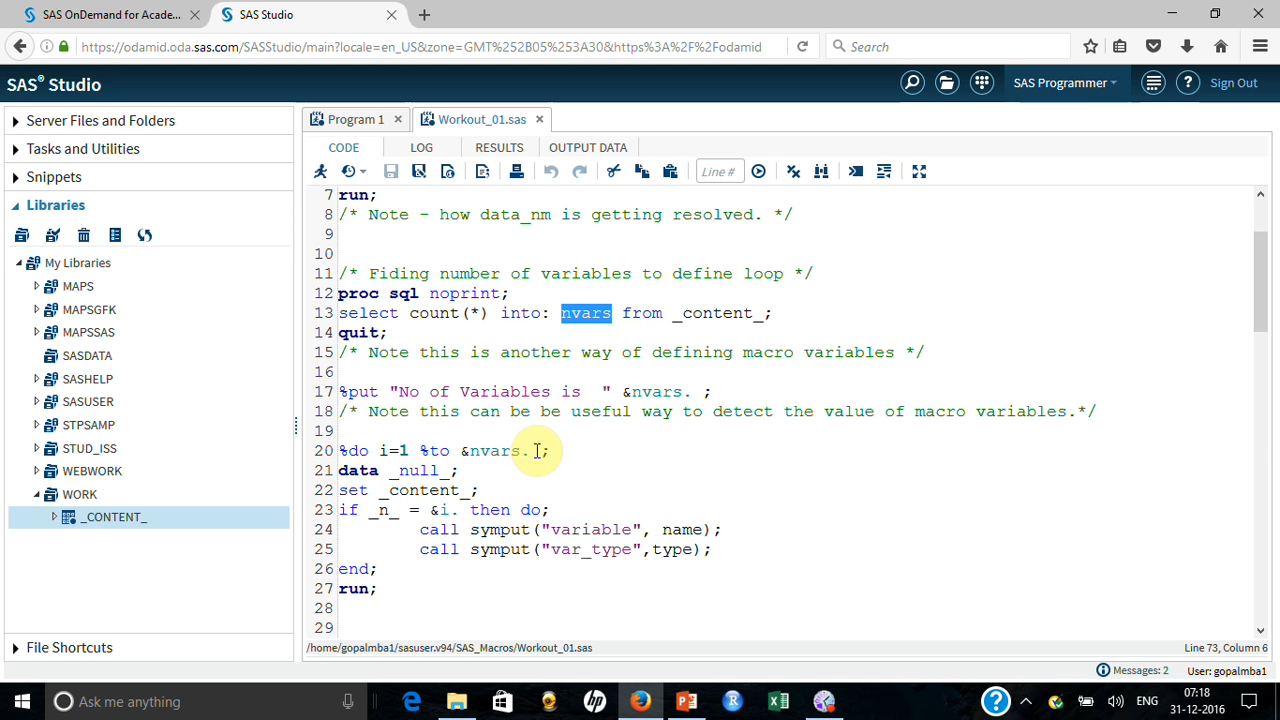 SAS OnDemand for Acade...
SAS Studio
https://odamid.oda.sas.com/SASStudio/main?locale=en_US&zone=GMT%252B05%253A30&https%3A%2F%2Fodamid
Search
SAS® Studio
SAS Programmer
Sign Out
Server Files and Folders
Tasks and Utilities
Snippets
Libraries
My Libraries
MAPS
MAPSGFK
MAPSSAS
SASDATA
SASHELP
SASUSER
STPSAMP
STUD_ISS
WEBWORK
WORK
_CONTENT_
File Shortcuts
Program 1
Workout_01.sas
CODE
LOG
RESULTS
OUTPUT DATA
Line #
7 run;
8 /* Note - how data_nm is getting resolved. */
9
10
11 /* Fiding number of variables to define loop */
12 proc sql noprint;
13 select count(*) into: nvars from _content_;
14 quit;
15 /* Note this is another way of defining macro variables */
16
17 %put "No of Variables is  " &nvars. ;
18 /* Note this can be be useful way to detect the value of macro variables.*/
19
20 %do i=1 %to &nvars. ;
21 data _null_;
22 set _content_;
23 if _n_ = &i. then do;
24 call symput("variable", name);
25 call symput("var_type",type);
26 end;
27 run;
28
29
/home/gopalmba1/sasuser.v94/SAS_Macros/Workout_01.sas
Line 73, Column 6
Messages: 2
User: gopalmba1
Ask me anything
ENG
07:18
31-12-2016